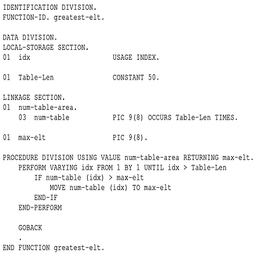 IDENTIFICATION DIVISION.
FUNCTION-ID. greatest-elt.
DATA DIVISION.
LOCAL-STORAGE SECTION.
01 idx USAGE INDEX.
01 Table-Len CONSTANT 50.
LINKAGE SECTION.
01 num-table-area.
03 num-table PIC 9(8) OCCURS Table-Len TIMES.
01 max-elt PIC 9(8).
PROCEDURE DIVISION USING VALUE num-table-area RETURNING max-elt.
PERFORM VARYING idx FROM 1 BY 1 UNTIL idx > Table-Len
IF num-table (idx) > max-elt
MOVE num-table (idx) TO max-elt
END-IF
END-PERFORM
GOBACK
.
END FUNCTION greatest-elt.